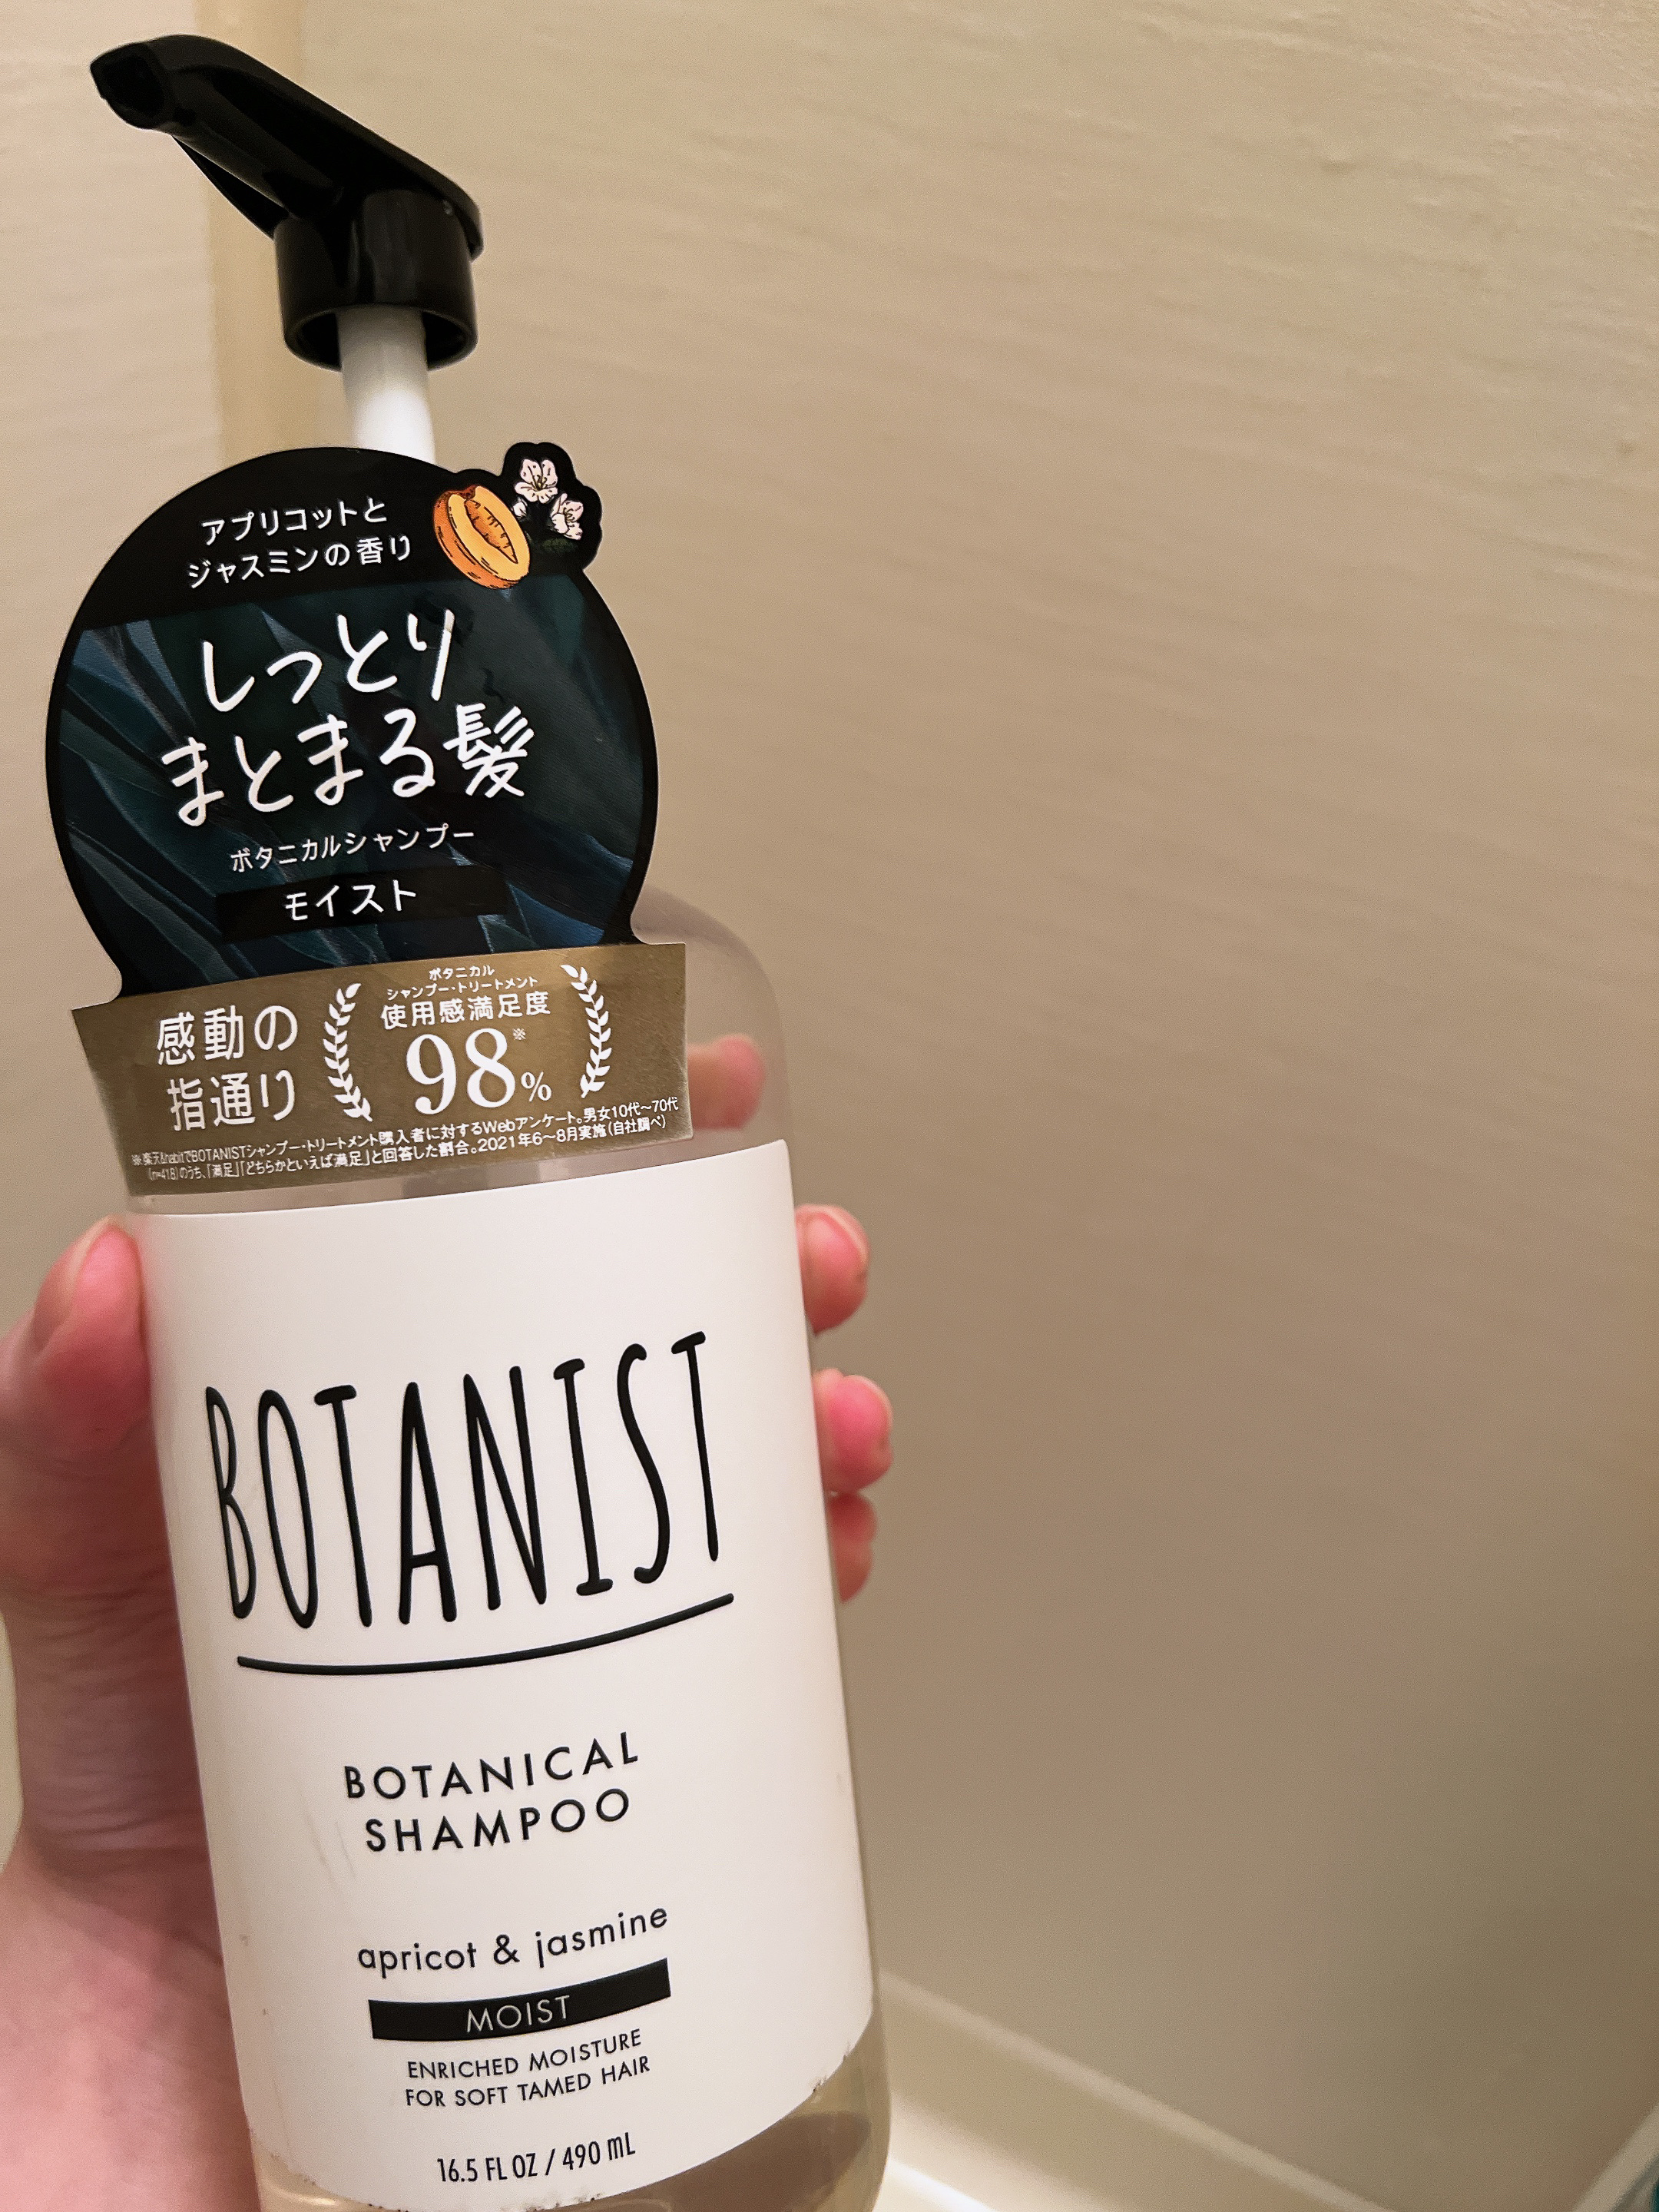 アプリコットと
ジャスミンの香り
しっとり
まとまる髪
ボタニカルシャンプー
モイスト
感動の
指通り
ボタニカル
シャンプー・トリートメント
使用感満足度
98%※
※楽天&habitでBOTANISTシャンプー・トリートメント購入者に対するWebアンケート。男女10代〜70代
(n=418)のうち、「満足」「どちらかといえば満足」と回答した割合。2021年6〜8月実施(自社調べ)
BOTANIST
BOTANICAL
SHAMPOO
apricot & jasmine
MOIST
ENRICHED MOISTURE
FOR SOFT TAMED HAIR
16.5 FL OZ / 490 mL